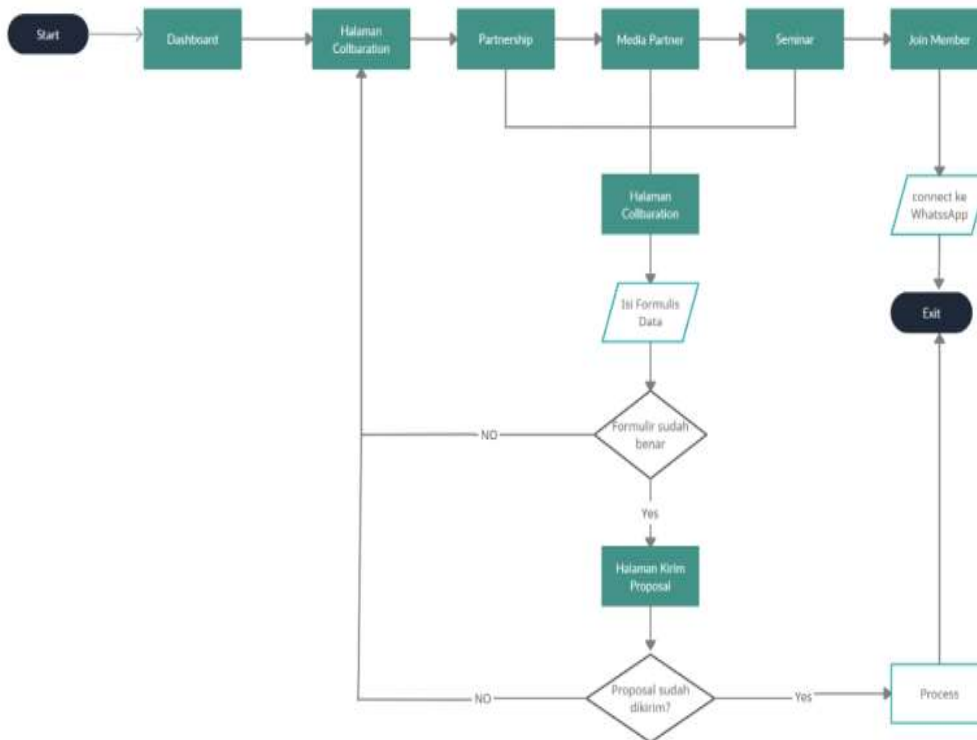 Start
Dashboard
Halaman
Collbaration
Partnership
Media Partner
Seminar
Join Member
Halaman
Collbaration
connect ke
WhatssApp
Isi Formulis
Data
Exit
Formulir sudah
benar
NO
Yes
Halaman Kirim
Proposal
Proposal sudah
dikirim?
NO
Yes
Process